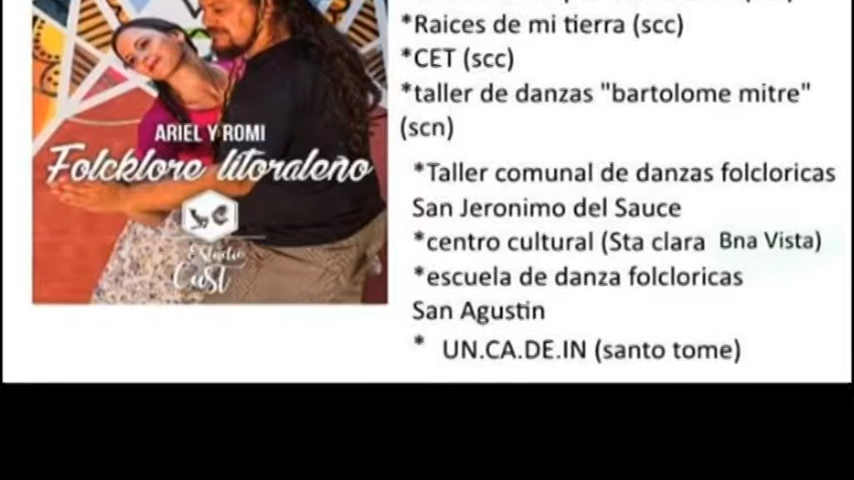 *Raices de mi tierra (scc)
*CET (scc)
*taller de danzas "bartolome mitre"
(scn)
*Taller comunal de danzas folcloricas
San Jeronimo del Sauce
*centro cultural (Sta clara Bna Vista)
*escuela de danza folcloricas
San Agustin
* UN.CA.DE.IN (santo tome)
ARIEL Y ROMI
Folcklore litoraleño
Estudio
Cust